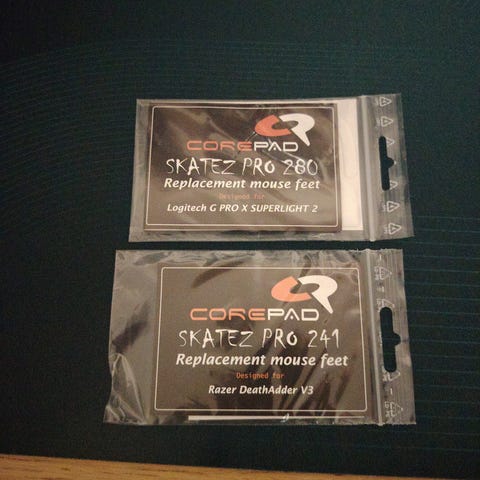 COREPAD
SKATEZ PRO 280
Replacement mouse feet
Designed for
Logitech G PRO X SUPERLIGHT 2
COREPAD
SKATEZ PRO 241
Replacement mouse feet
Designed for
Razer DeathAdder V3